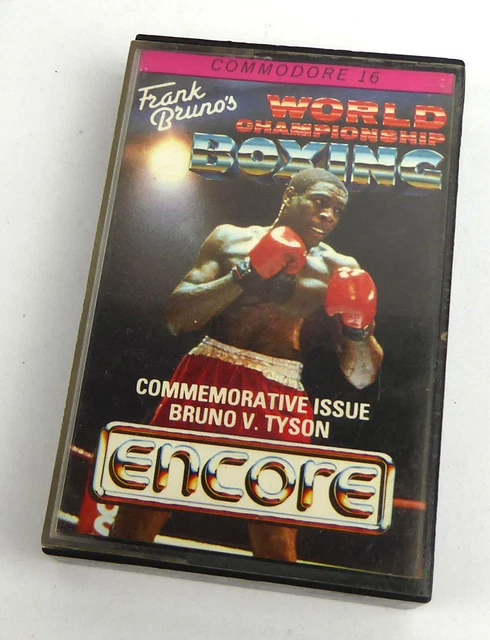 COMMODORE 16
Frank
Bruno's
WORLD
CHAMPIONSHIP
BOXING
COMMEMORATIVE ISSUE
BRUNO V. TYSON
encore